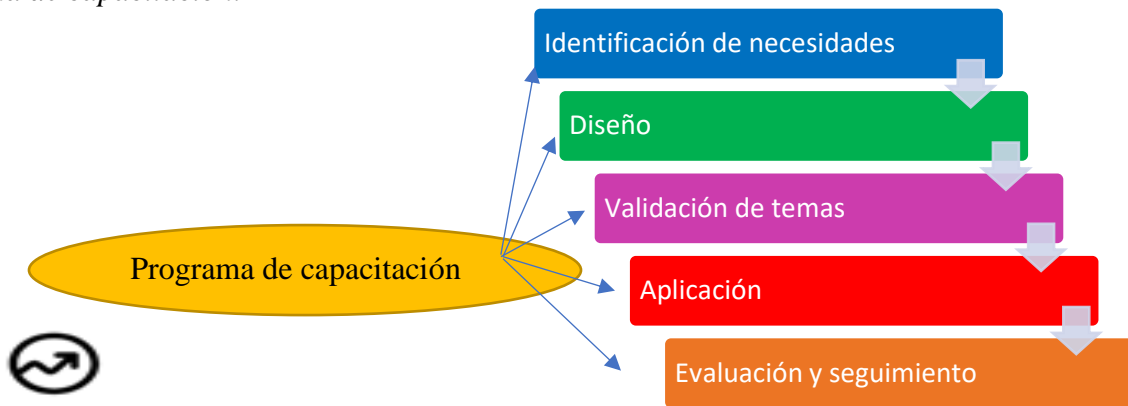 Identificación de necesidades
Diseño
Validación de temas
Programa de capacitación
Aplicación
Evaluación y seguimiento